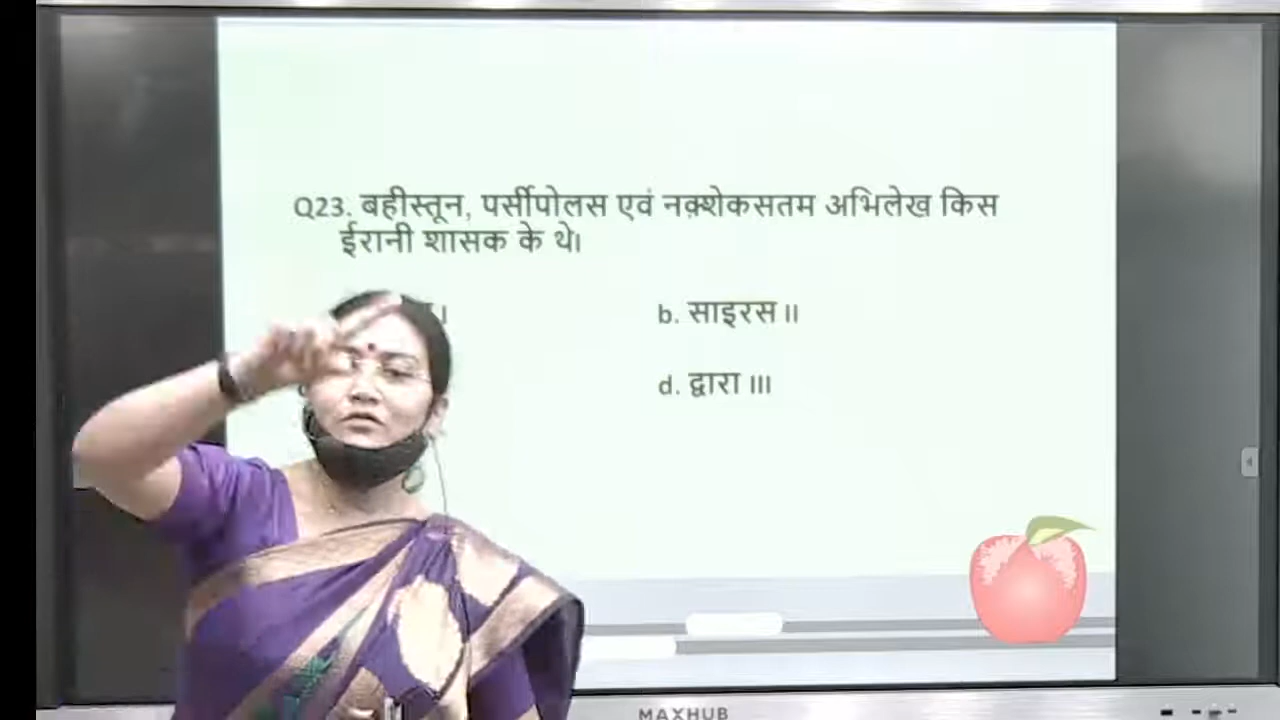 Q23. बहीस्तून, पर्सीपोलस एवं नक़्शेकसतम अभिलेख किस
ईरानी शासक के थे।
b. साइरस II
d. द्वारा III
MAXHUB